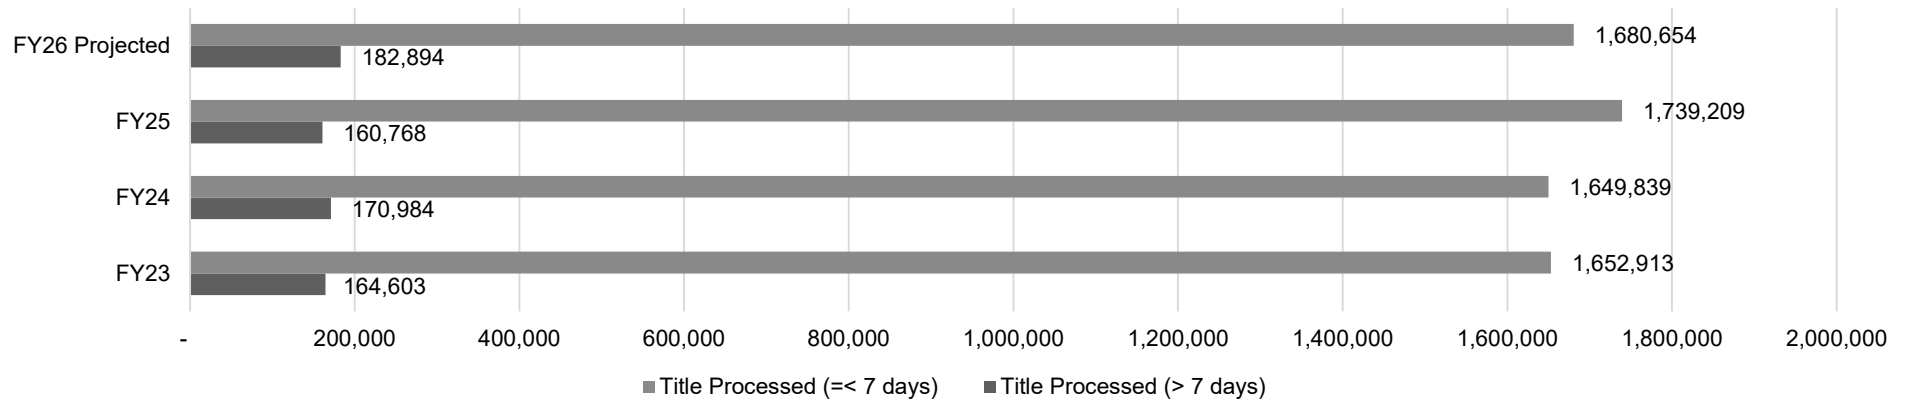 FY26 Projected
1,680,654
182,894
FY25
1,739,209
160,768
FY24
1,649,839
170,984
FY23
1,652,913
164,603
- 200,000 400,000 600,000 800,000 1,000,000 1,200,000 1,400,000 1,600,000 1,800,000 2,000,000
Title Processed (=< 7 days) Title Processed (> 7 days)